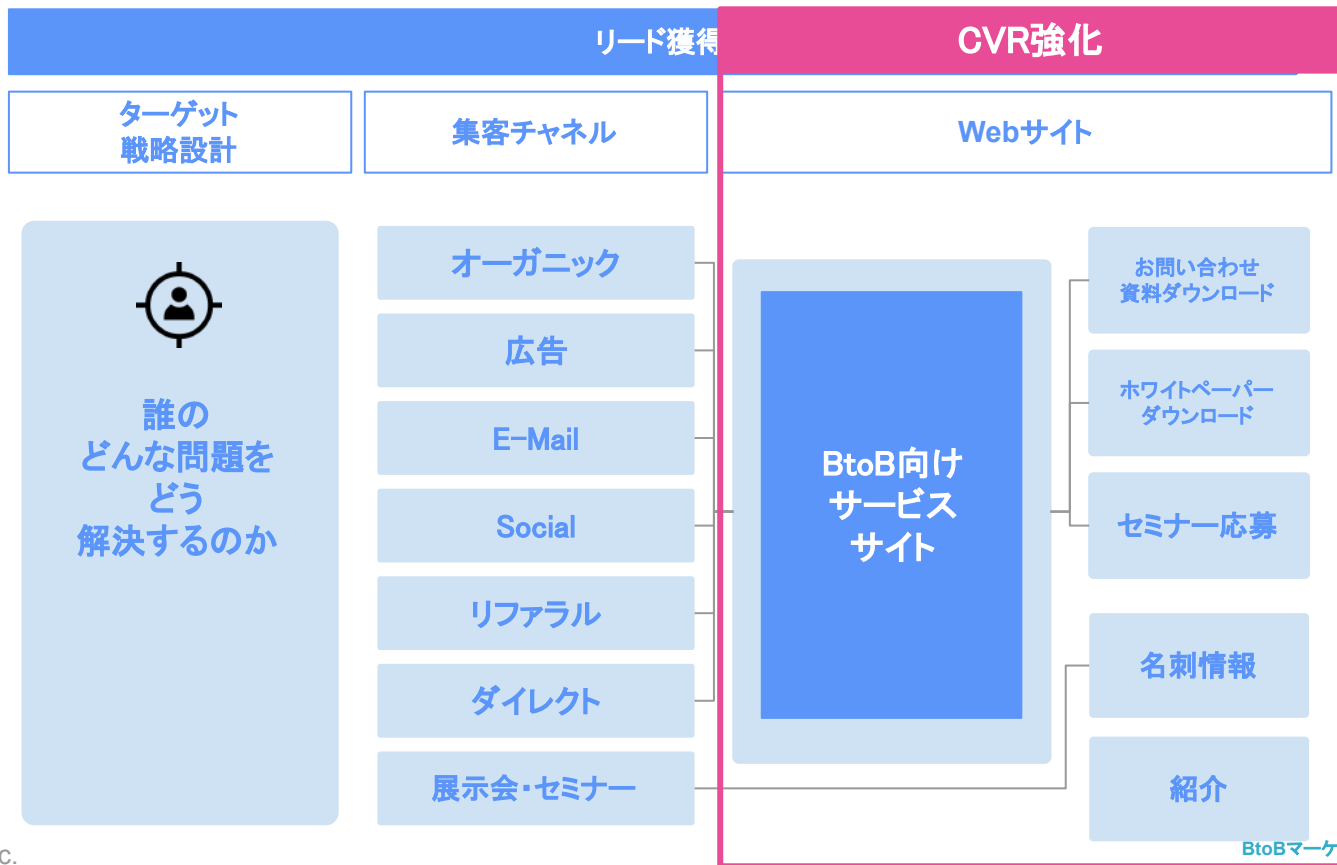 リード獲得
CVR強化
ターゲット
戦略設計
集客チャネル
Webサイト
誰の
どんな問題を
どう
解決するのか
オーガニック
広告
E-Mail
Social
リファラル
ダイレクト
展示会・セミナー
BtoB向け
サービス
サイト
お問い合わせ
資料ダウンロード
ホワイトペーパー
ダウンロード
セミナー応募
名刺情報
紹介
c.
BtoBマーケ